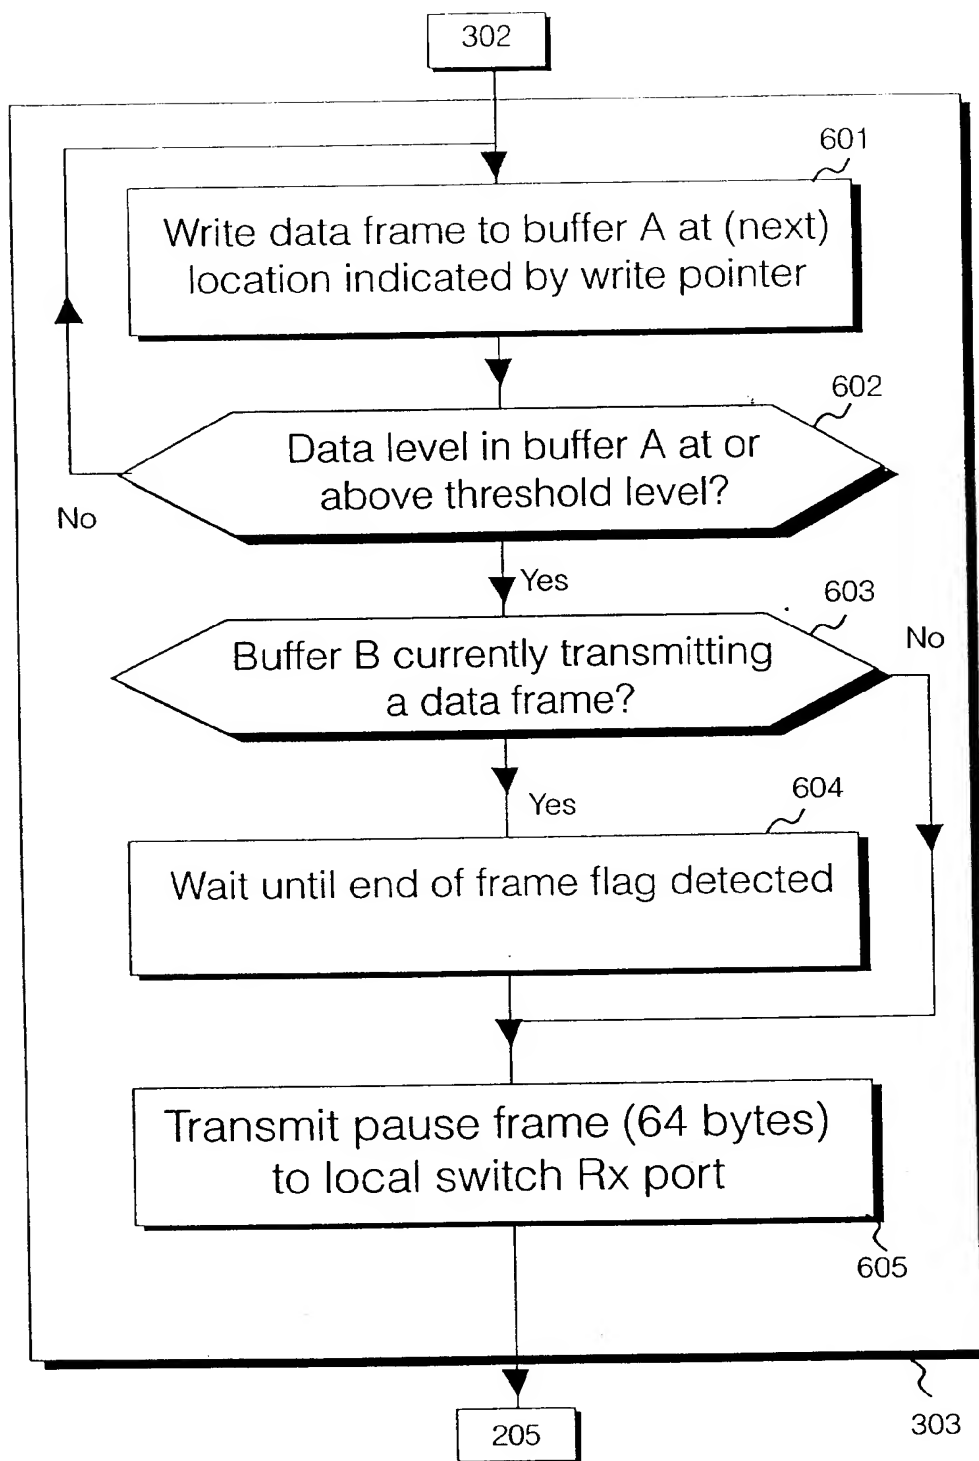 302
601
Write data frame to buffer A at (next)
location indicated by write pointer
602
Data level in buffer A at or
above threshold level?
No
Yes
603
No
Buffer B currently transmitting
a data frame?
Yes
604
Wait until end of frame flag detected
Transmit pause frame (64 bytes)
to local switch Rx port
605
303
205